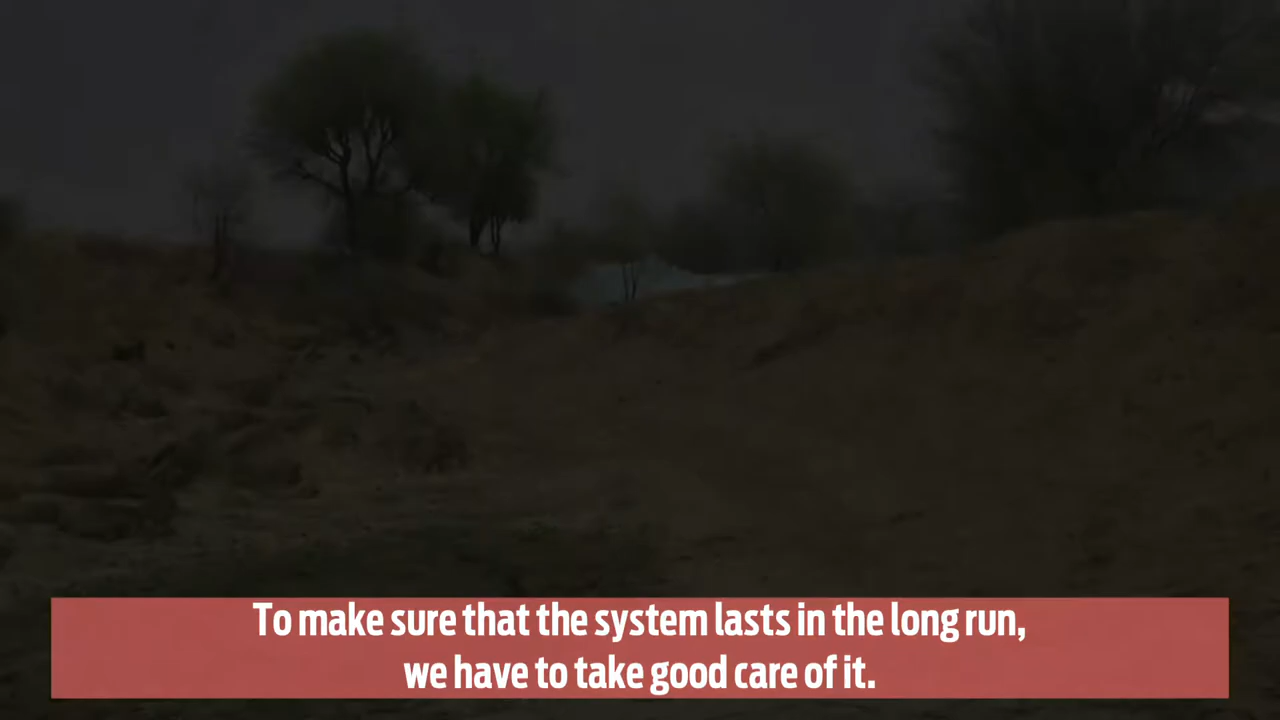 To make sure that the system lasts in the long run,
we have to take good care of it.